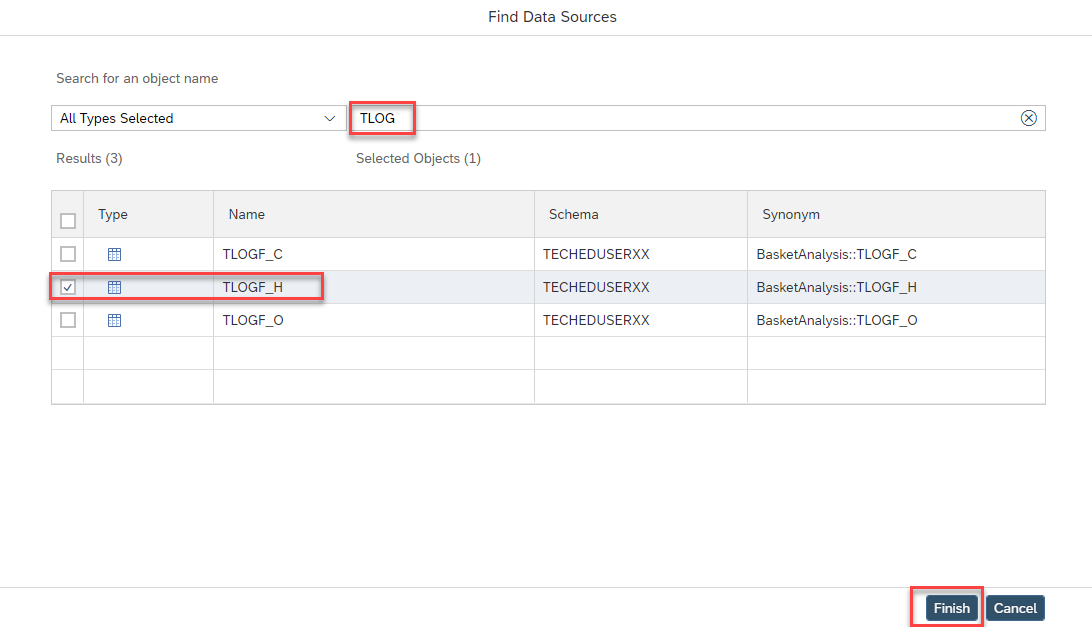 Find Data Sources
Search for an object name
All Types Selected TLOG
Results (3) Selected Objects (1)
Type Name Schema Synonym
TLOGF_C TECHEDUSERXX BasketAnalysis::TLOGF_C
TLOGF_H TECHEDUSERXX BasketAnalysis::TLOGF_H
TLOGF_O TECHEDUSERXX BasketAnalysis::TLOGF_O
Finish Cancel